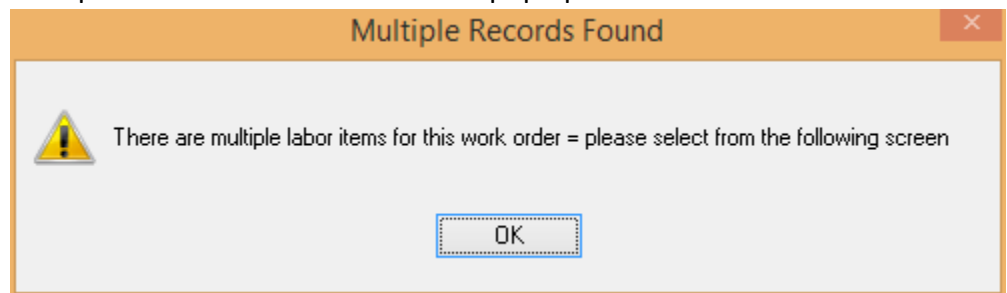 Multiple Records Found
There are multiple labor items for this work order = please select from the following screen
OK